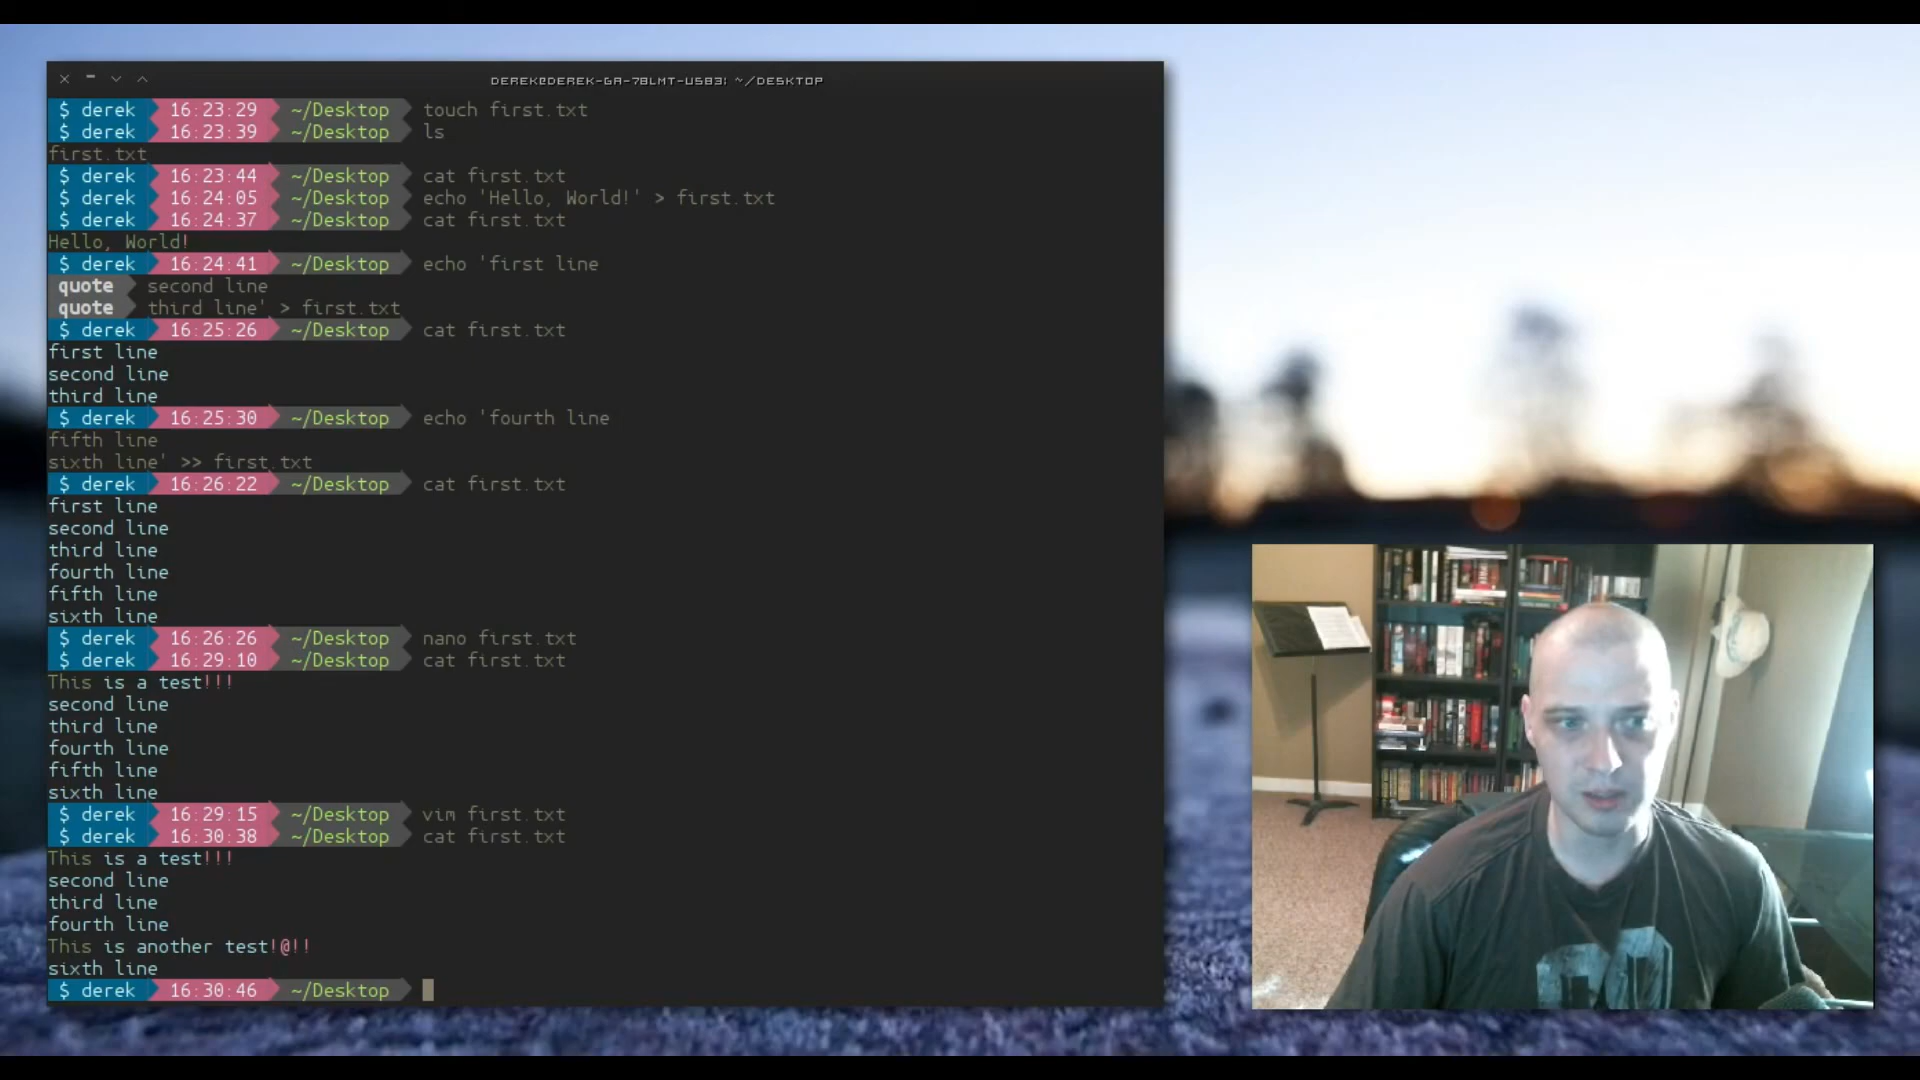 DEREK@DEREK-GA-78LMT-USB3: ~/DESKTOP
$ derek 16:23:29 ~/Desktop touch first.txt
$ derek 16:23:39 ~/Desktop ls
first.txt
$ derek 16:23:44 ~/Desktop cat first.txt
$ derek 16:24:05 ~/Desktop echo 'Hello, World!' > first.txt
$ derek 16:24:37 ~/Desktop cat first.txt
Hello, World!
$ derek 16:24:41 ~/Desktop echo 'first line
quote second line
quote third line' > first.txt
$ derek 16:25:26 ~/Desktop cat first.txt
first line
second line
third line
$ derek 16:25:30 ~/Desktop echo 'fourth line
fifth line
sixth line' >> first.txt
$ derek 16:26:22 ~/Desktop cat first.txt
first line
second line
third line
fourth line
fifth line
sixth line
$ derek 16:26:26 ~/Desktop nano first.txt
$ derek 16:29:10 ~/Desktop cat first.txt
This is a test!!!
second line
third line
fourth line
fifth line
sixth line
$ derek 16:29:15 ~/Desktop vim first.txt
$ derek 16:30:38 ~/Desktop cat first.txt
This is a test!!!
second line
third line
fourth line
This is another test!@!!
sixth line
$ derek 16:30:46 ~/Desktop